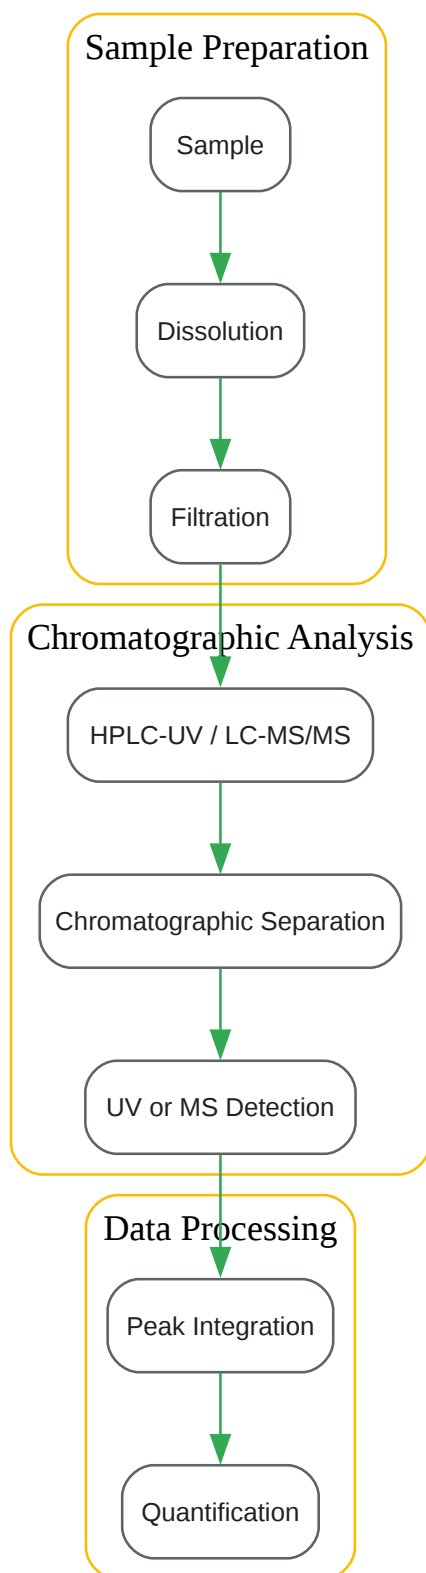 Sample Preparation
Sample
Dissolution
Filtration
Chromatographic Analysis
HPLC-UV / LC-MS/MS
Chromatographic Separation
UV or MS Detection
Data Processing
Peak Integration
Quantification